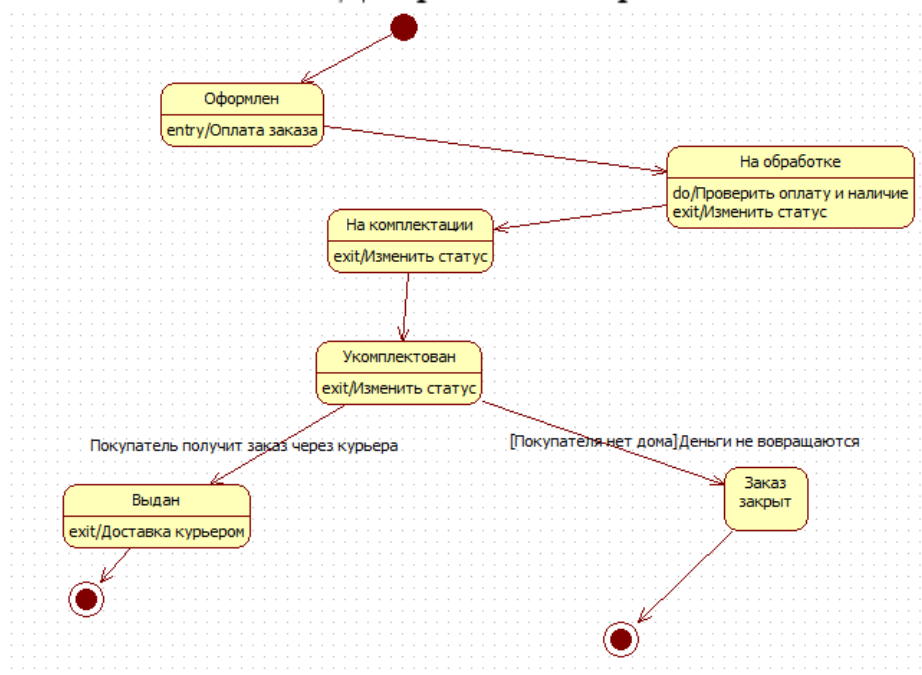 Оформлен
entry/Оплата заказа
На обработке
do/Проверить оплату и наличие
exit/Изменить статус
На комплектации
exit/Изменить статус
Укомплектован
exit/Изменить статус
Покупатель получит заказ через курьера
[Покупателя нет дома]Деньги не вовращаются
Выдан
exit/Доставка курьером
Заказ
закрыт